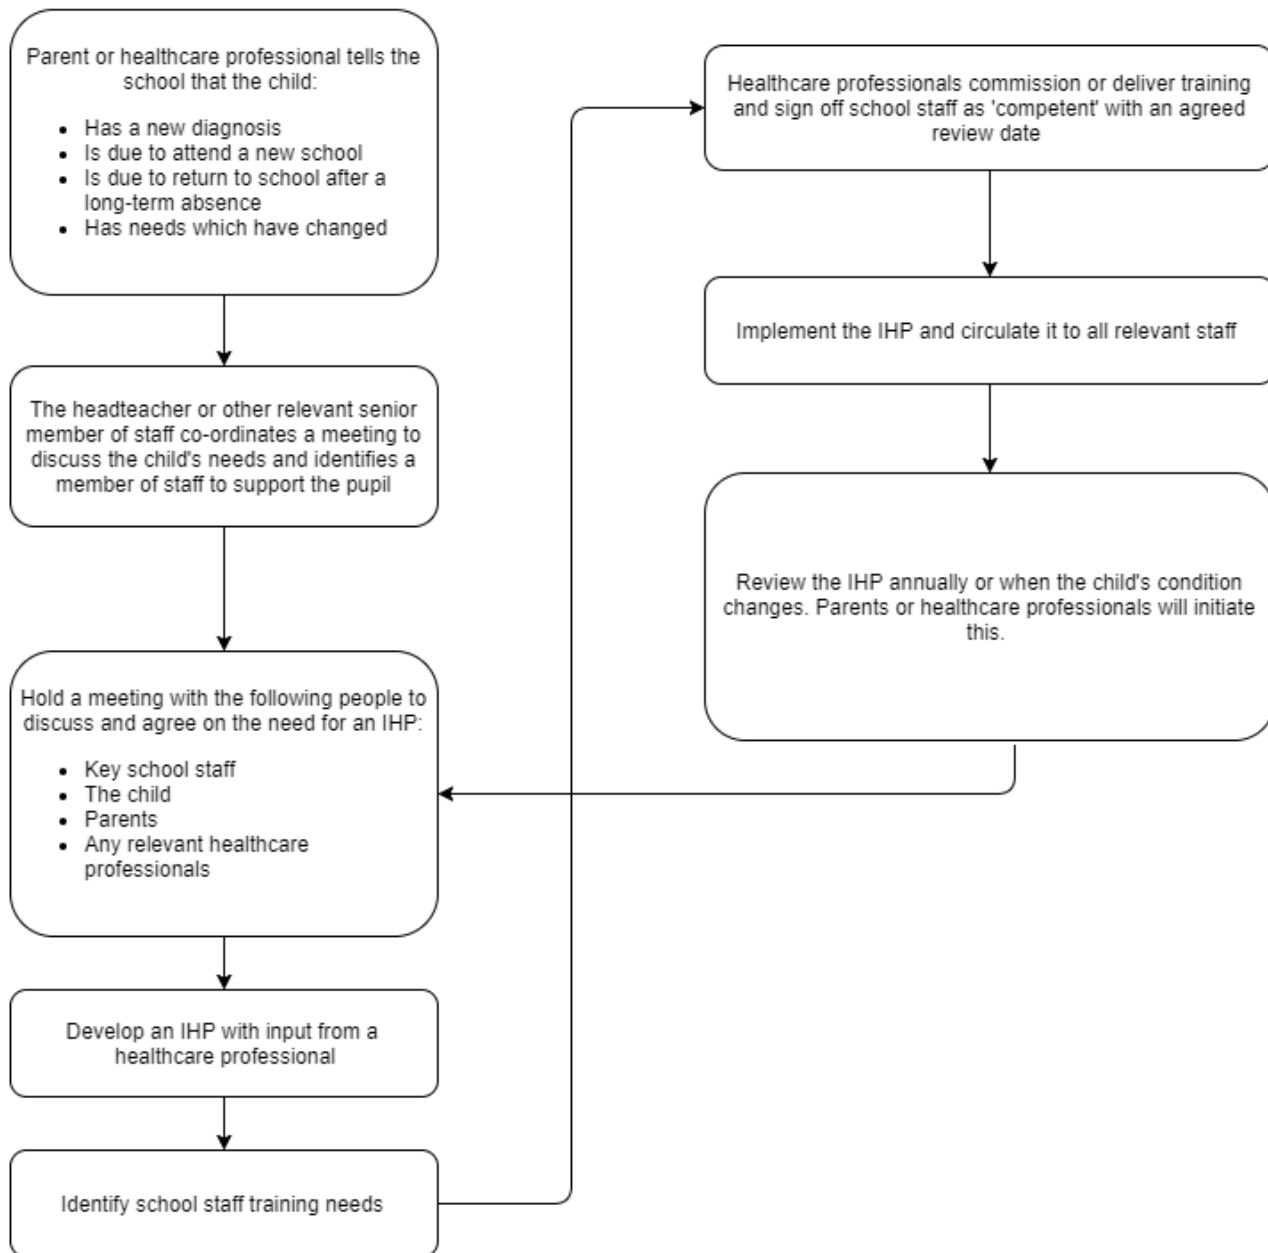 Parent or healthcare professional tells the
school that the child:
• Has a new diagnosis
• Is due to attend a new school
• Is due to return to school after a
long-term absence
• Has needs which have changed
The headteacher or other relevant senior
member of staff co-ordinates a meeting to
discuss the child's needs and identifies a
member of staff to support the pupil
Hold a meeting with the following people to
discuss and agree on the need for an IHP:
• Key school staff
• The child
• Parents
• Any relevant healthcare
professionals
Develop an IHP with input from a
healthcare professional
Identify school staff training needs
Healthcare professionals commission or deliver training
and sign off school staff as 'competent' with an agreed
review date
Implement the IHP and circulate it to all relevant staff
Review the IHP annually or when the child's condition
changes. Parents or healthcare professionals will initiate
this.